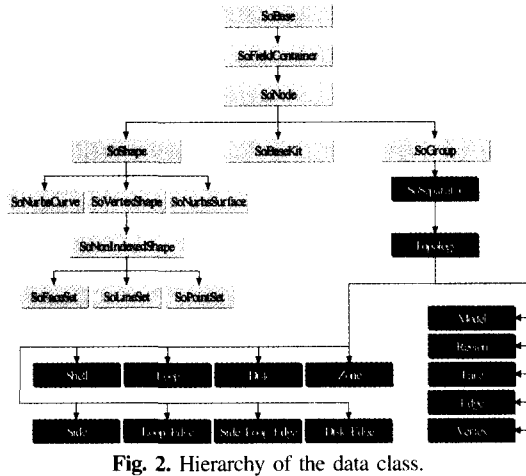 SoBase
SoFieldContainer
SoNode
SoShape SoBaseKit SoGroup
SoNurbsCurve SoVertexShape SoNurbsSurface SoSeparator
SoNonIndexedShape Topology
SoFaceSet SoLineSet SoPointSet
Model
Region
Face
Edge
Vertex
Shell Loop Disk Zone
Side Loop Edge Side Loop Edge Disk Edge
Fig. 2. Hierarchy of the data class.